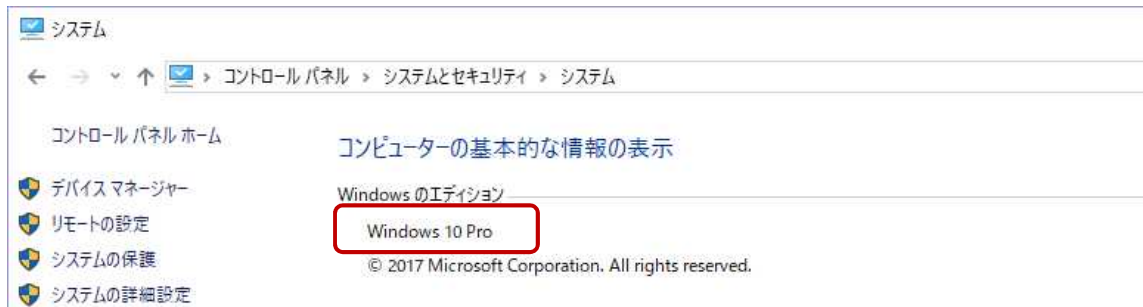 システム
コントロール パネル › システムとセキュリティ › システム
コントロール パネル ホーム
コンピューターの基本的な情報の表示
デバイス マネージャー
Windows のエディション
リモートの設定
Windows 10 Pro
システムの保護
© 2017 Microsoft Corporation. All rights reserved.
システムの詳細設定